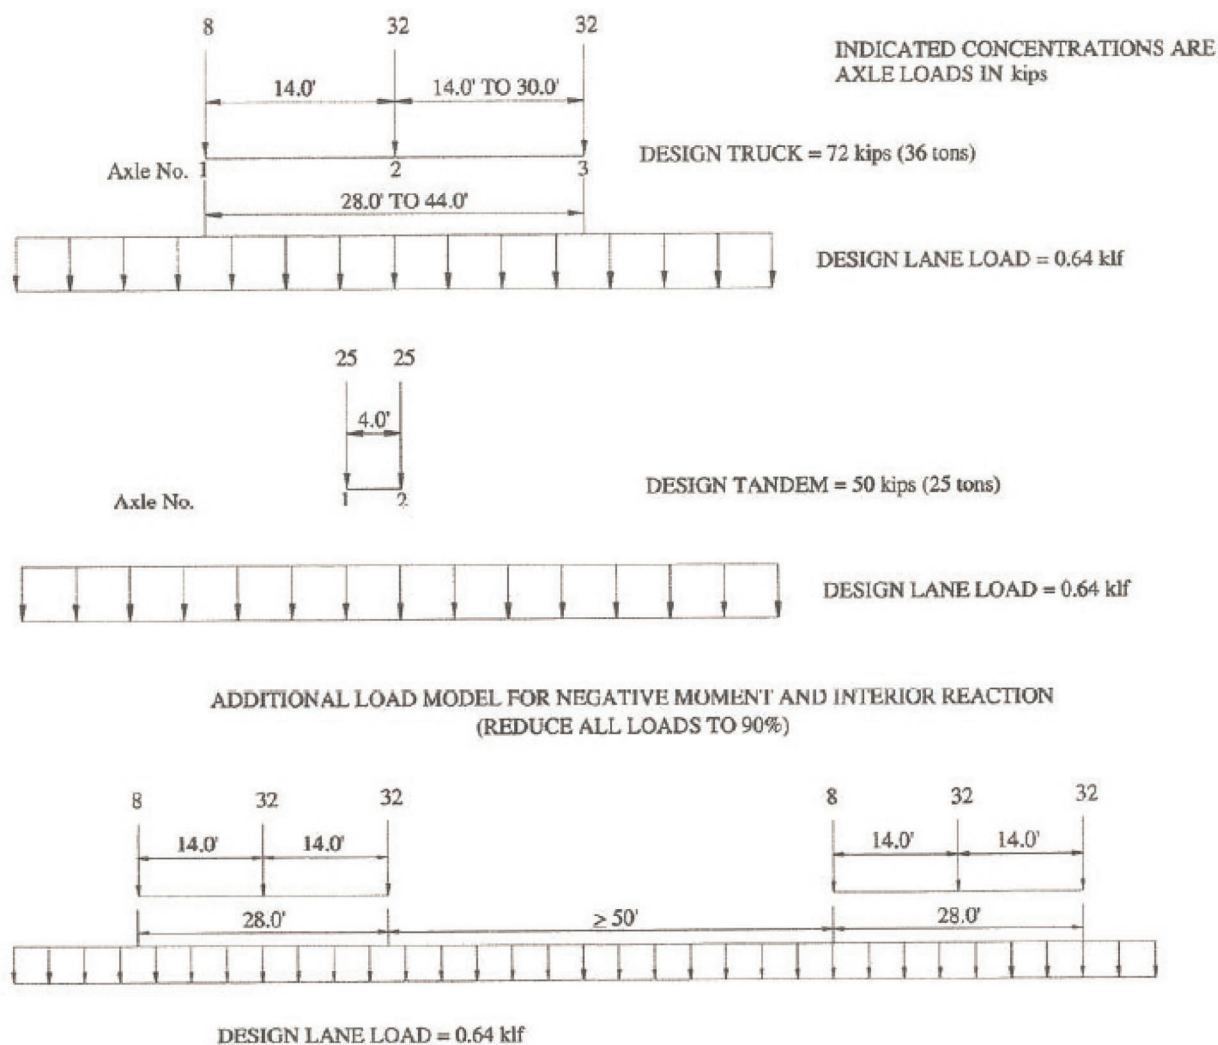 8 32 32
INDICATED CONCENTRATIONS ARE
AXLE LOADS IN kips
14.0' 14.0' TO 30.0'
DESIGN TRUCK = 72 kips (36 tons)
Axle No. 1 2 3
28.0' TO 44.0'
DESIGN LANE LOAD = 0.64 klf
25 25
4.0'
DESIGN TANDEM = 50 kips (25 tons)
Axle No. 1 2
DESIGN LANE LOAD = 0.64 klf
ADDITIONAL LOAD MODEL FOR NEGATIVE MOMENT AND INTERIOR REACTION
(REDUCE ALL LOADS TO 90%)
8 32 32 8 32 32
14.0' 14.0' 14.0' 14.0'
28.0' ≥ 50' 28.0'
DESIGN LANE LOAD = 0.64 klf